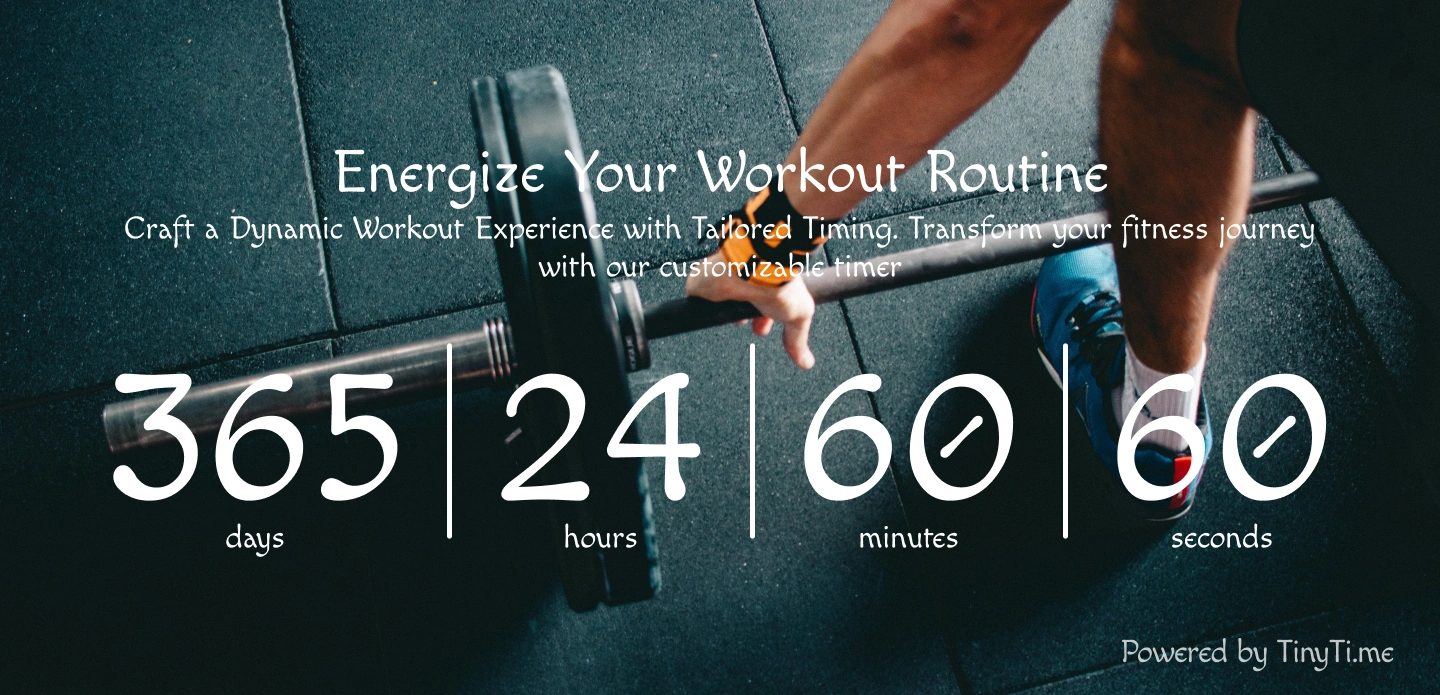 Energize Your Workout Routine
Craft a Dynamic Workout Experience with Tailored Timing. Transform your fitness journey
with our customizable timer
365 24 60 60
days hours minutes seconds
Powered by TinyTi.me